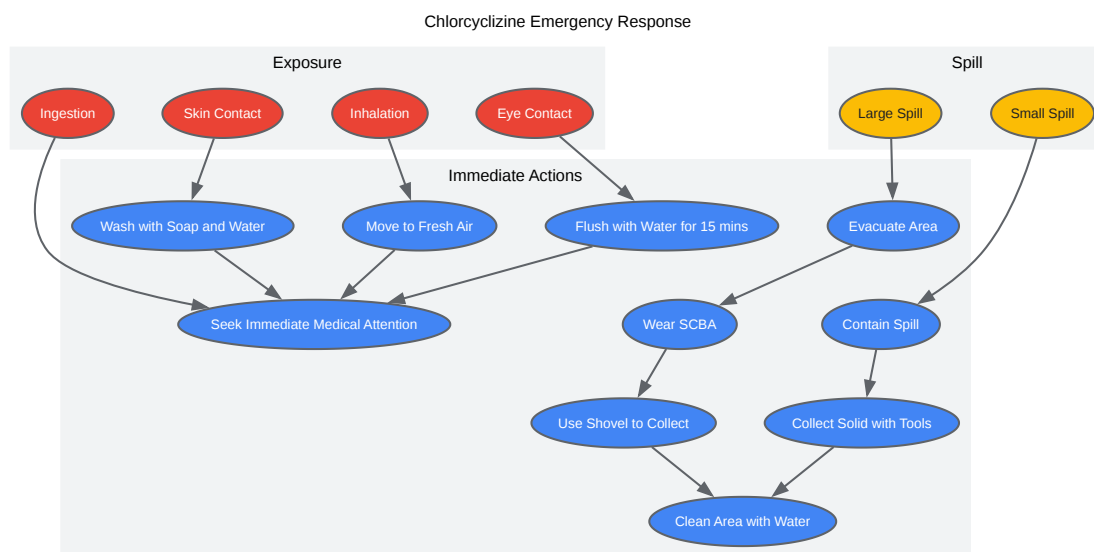 Chlorcyclizine Emergency Response
Exposure
Spill
Ingestion
Skin Contact
Inhalation
Eye Contact
Large Spill
Small Spill
Immediate Actions
Wash with Soap and Water
Move to Fresh Air
Flush with Water for 15 mins
Evacuate Area
Seek Immediate Medical Attention
Wear SCBA
Contain Spill
Use Shovel to Collect
Collect Solid with Tools
Clean Area with Water